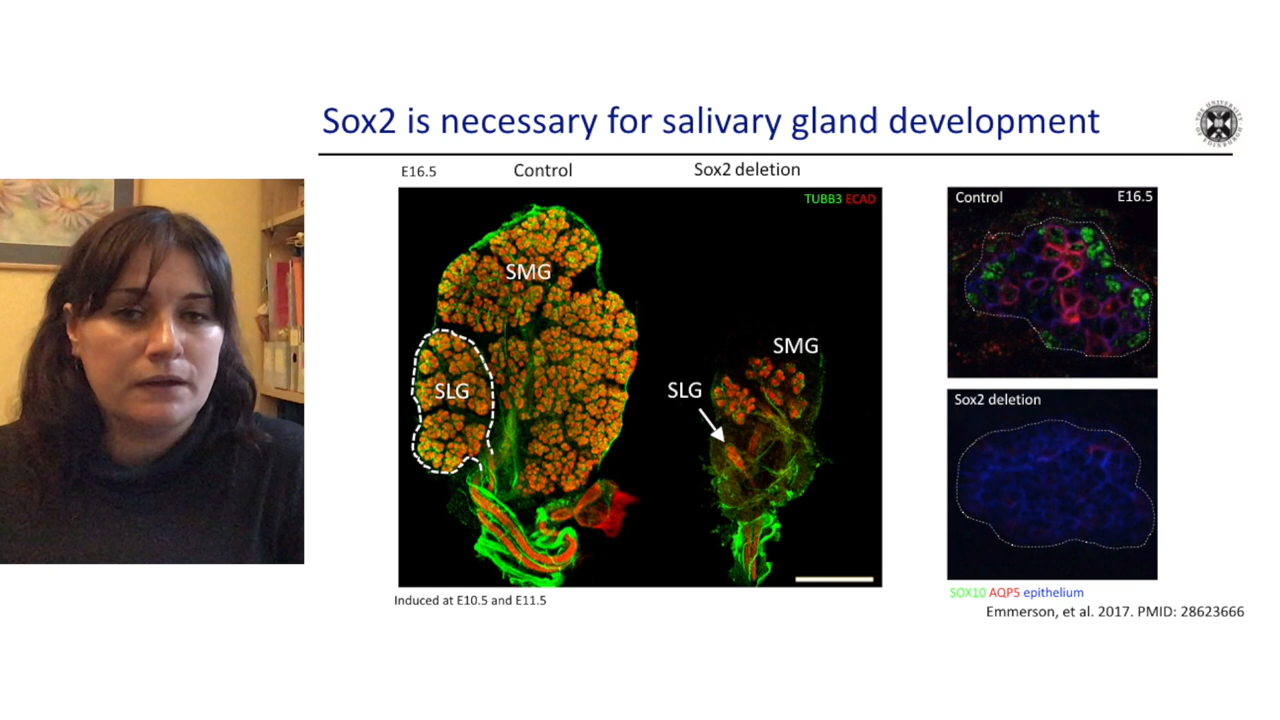 Sox2 is necessary for salivary gland development
E16.5
Control
Sox2 deletion
TUBB3 ECAD
SMG
SLG
SMG
SLG
Induced at E10.5 and E11.5
Control
E16.5
Sox2 deletion
SOX10 AQP5 epithelium
Emmerson, et al. 2017. PMID: 28623666